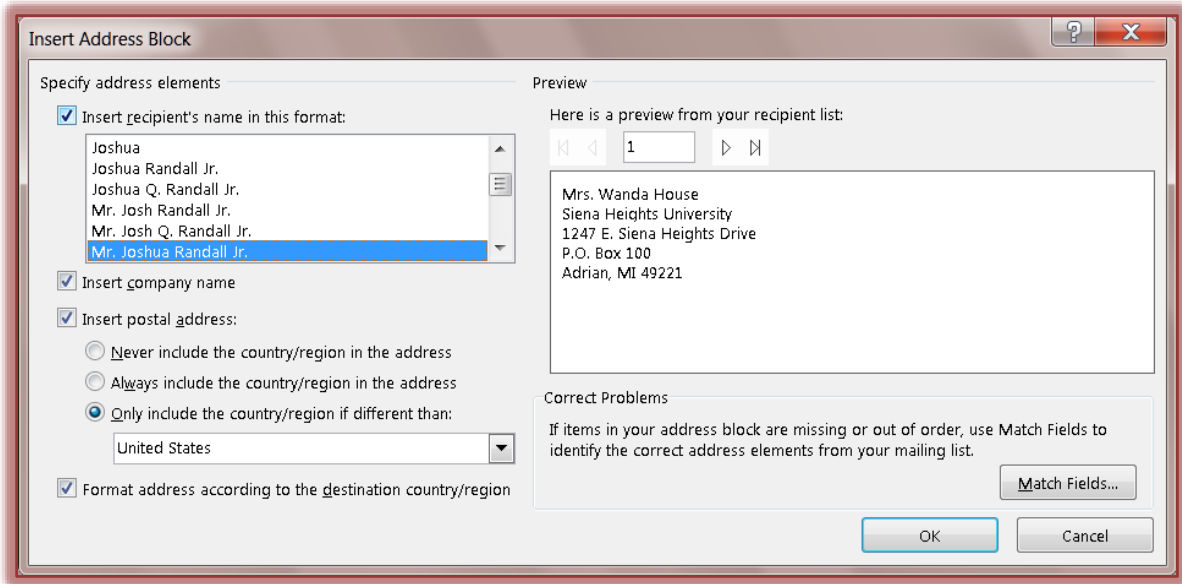 Insert Address Block
Specify address elements
Insert recipient's name in this format:
Joshua
Joshua Randall Jr.
Joshua Q. Randall Jr.
Mr. Josh Randall Jr.
Mr. Josh Q. Randall Jr.
Mr. Joshua Randall Jr.
Insert company name
Insert postal address:
Never include the country/region in the address
Always include the country/region in the address
Only include the country/region if different than:
United States
Format address according to the destination country/region
Preview
Here is a preview from your recipient list:
1
Mrs. Wanda House
Siena Heights University
1247 E. Siena Heights Drive
P.O. Box 100
Adrian, MI 49221
Correct Problems
If items in your address block are missing or out of order, use Match Fields to
identify the correct address elements from your mailing list.
Match Fields...
OK
Cancel